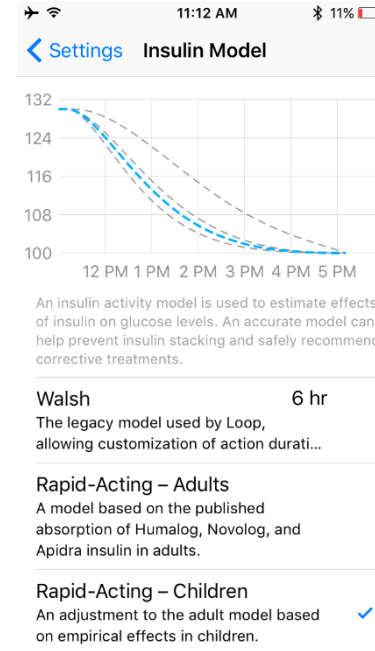 11:12 AM
11%
Settings
Insulin Model
132
124
116
108
100
12 PM 1 PM 2 PM 3 PM 4 PM 5 PM
An insulin activity model is used to estimate effects
of insulin on glucose levels. An accurate model can
help prevent insulin stacking and safely recommend
corrective treatments.
Walsh 6 hr
The legacy model used by Loop,
allowing customization of action durati...
Rapid-Acting – Adults
A model based on the published
absorption of Humalog, Novolog, and
Apidra insulin in adults.
Rapid-Acting – Children
An adjustment to the adult model based
on empirical effects in children.